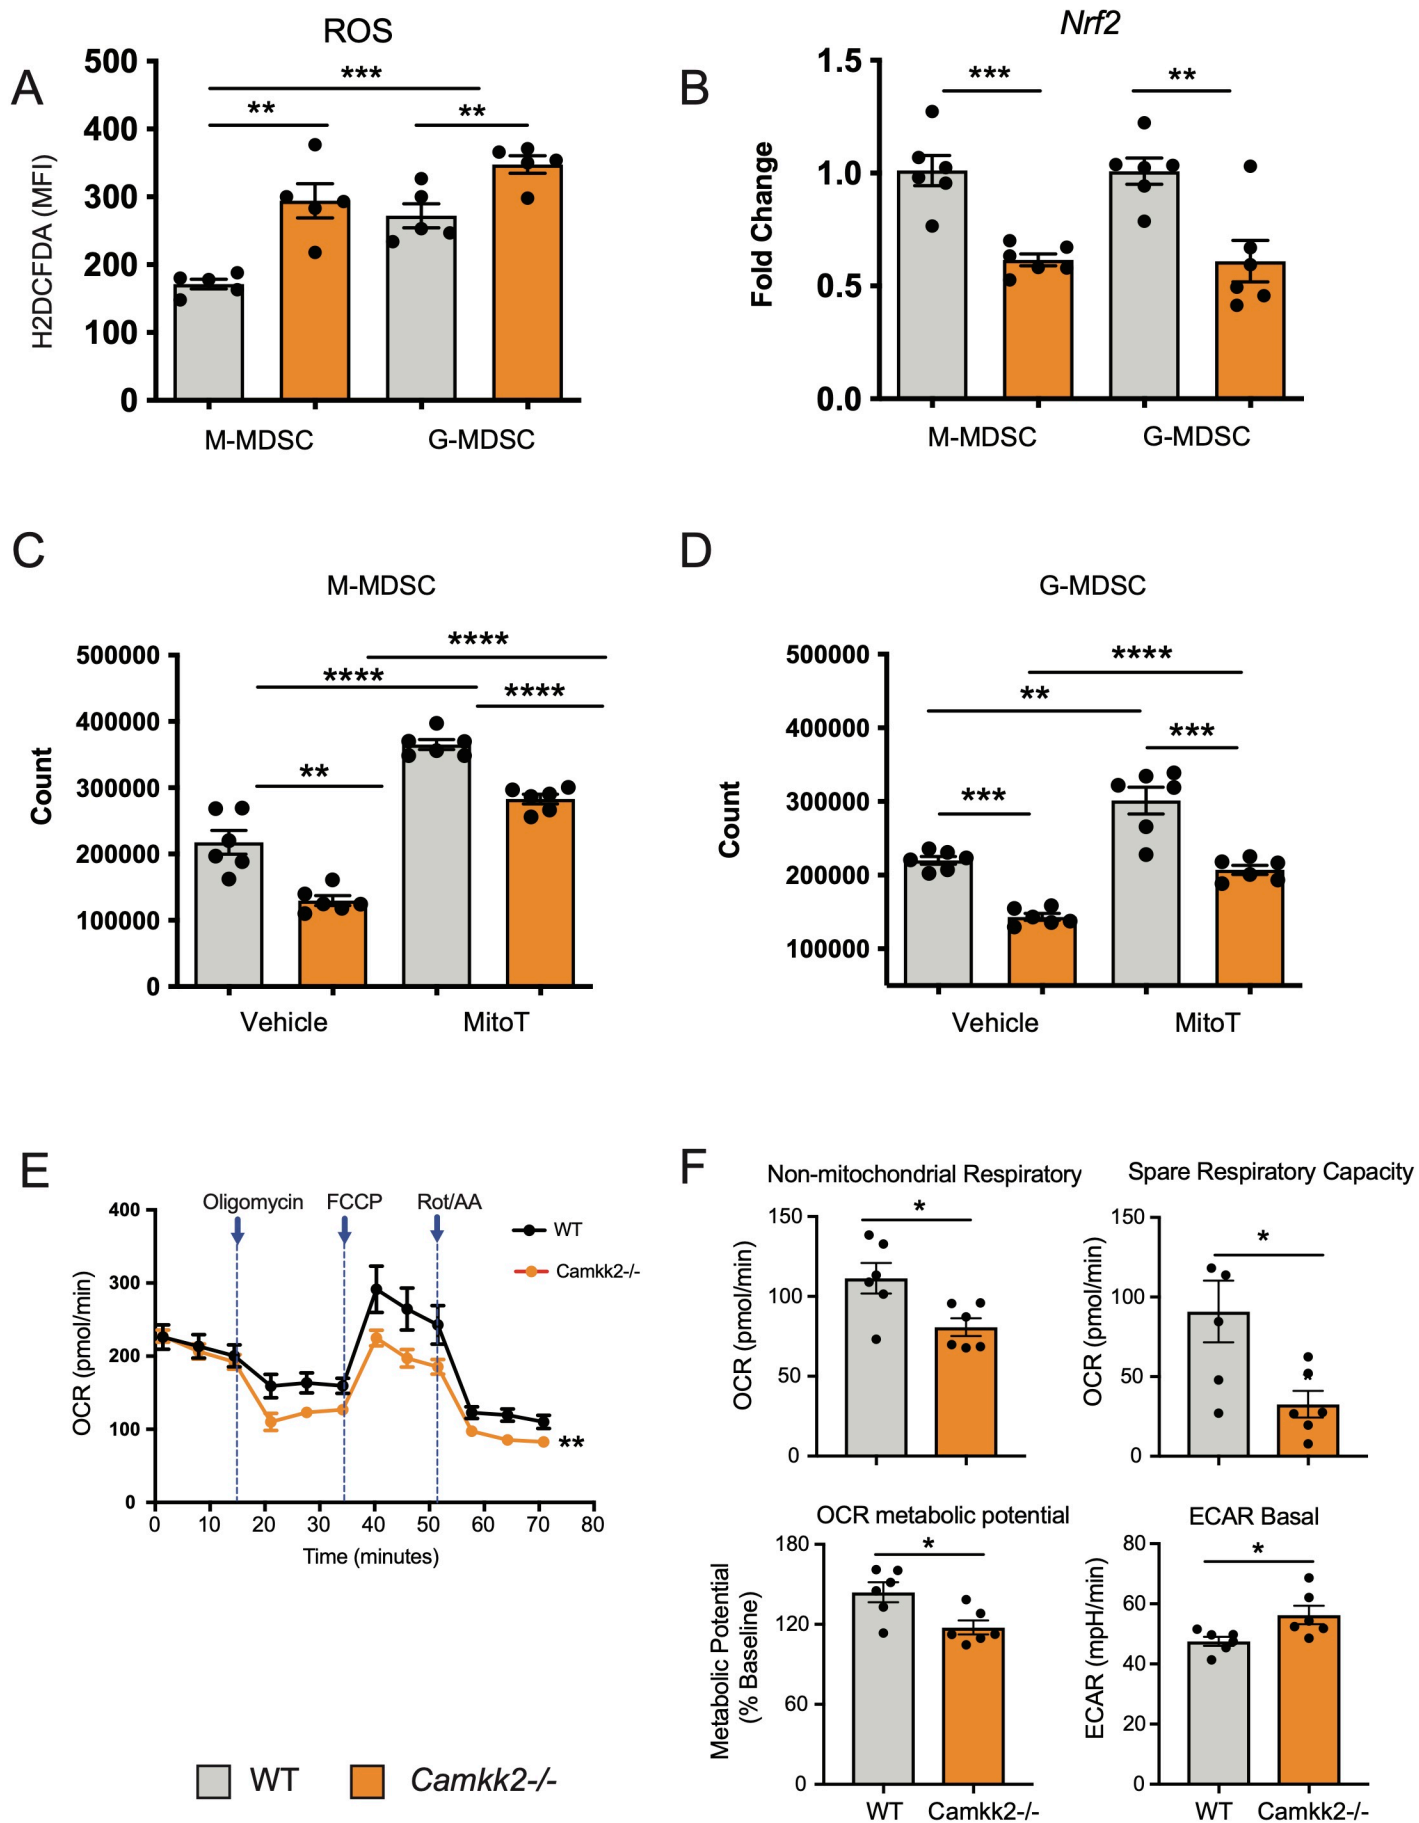 A
ROS
H2DCFDA (MFI)
500
400
300
200
100
0
***
**
**
M-MDSC
G-MDSC
B
Nrf2
Fold Change
1.5
1.0
0.5
0.0
***
**
M-MDSC
G-MDSC
C
M-MDSC
Count
500000
400000
300000
200000
100000
0
****
****
****
**
Vehicle
MitoT
D
G-MDSC
Count
500000
400000
300000
200000
100000
****
**
***
***
Vehicle
MitoT
E
OCR (pmol/min)
400
300
200
100
0
Oligomycin
FCCP
Rot/AA
WT
Camkk2-/-
**
0 10 20 30 40 50 60 70 80
Time (minutes)
F
Non-mitochondrial Respiratory
OCR (pmol/min)
150
100
50
0
*
Spare Respiratory Capacity
OCR (pmol/min)
150
100
50
0
*
OCR metabolic potential
Metabolic Potential
(% Baseline)
180
120
60
0
*
WT Camkk2-/-
ECAR Basal
ECAR (mpH/min)
80
60
40
20
0
*
WT Camkk2-/-
WT
Camkk2-/-